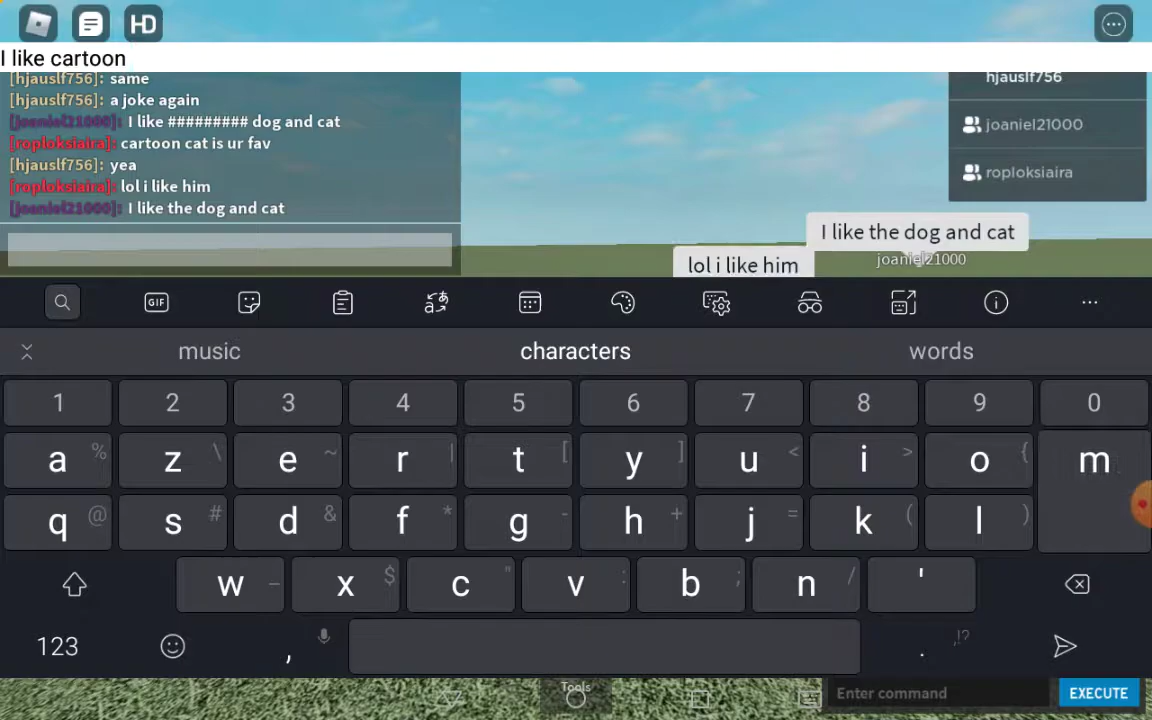 HD
I like cartoon
[hjauslf756]: same
[hjauslf756]: a joke again
[joaniel21000]: I like ######### dog and cat
[roploksiaira]: cartoon cat is ur fav
[hjauslf756]: yea
[roploksiaira]: lol i like him
[joaniel21000]: I like the dog and cat
hjauslf756
joaniel21000
roploksiaira
I like the dog and cat
joaniel21000
lol i like him
GIF
music characters words
1 2 3 4 5 6 7 8 9 0
a % z \ e ~ r | t [ y ] u < i > o { m
q @ s # d & f * g - h + j = k ( l )
w _ x $ c " v : b ; n / '
123 , . ,!?
Tools
Enter command
EXECUTE